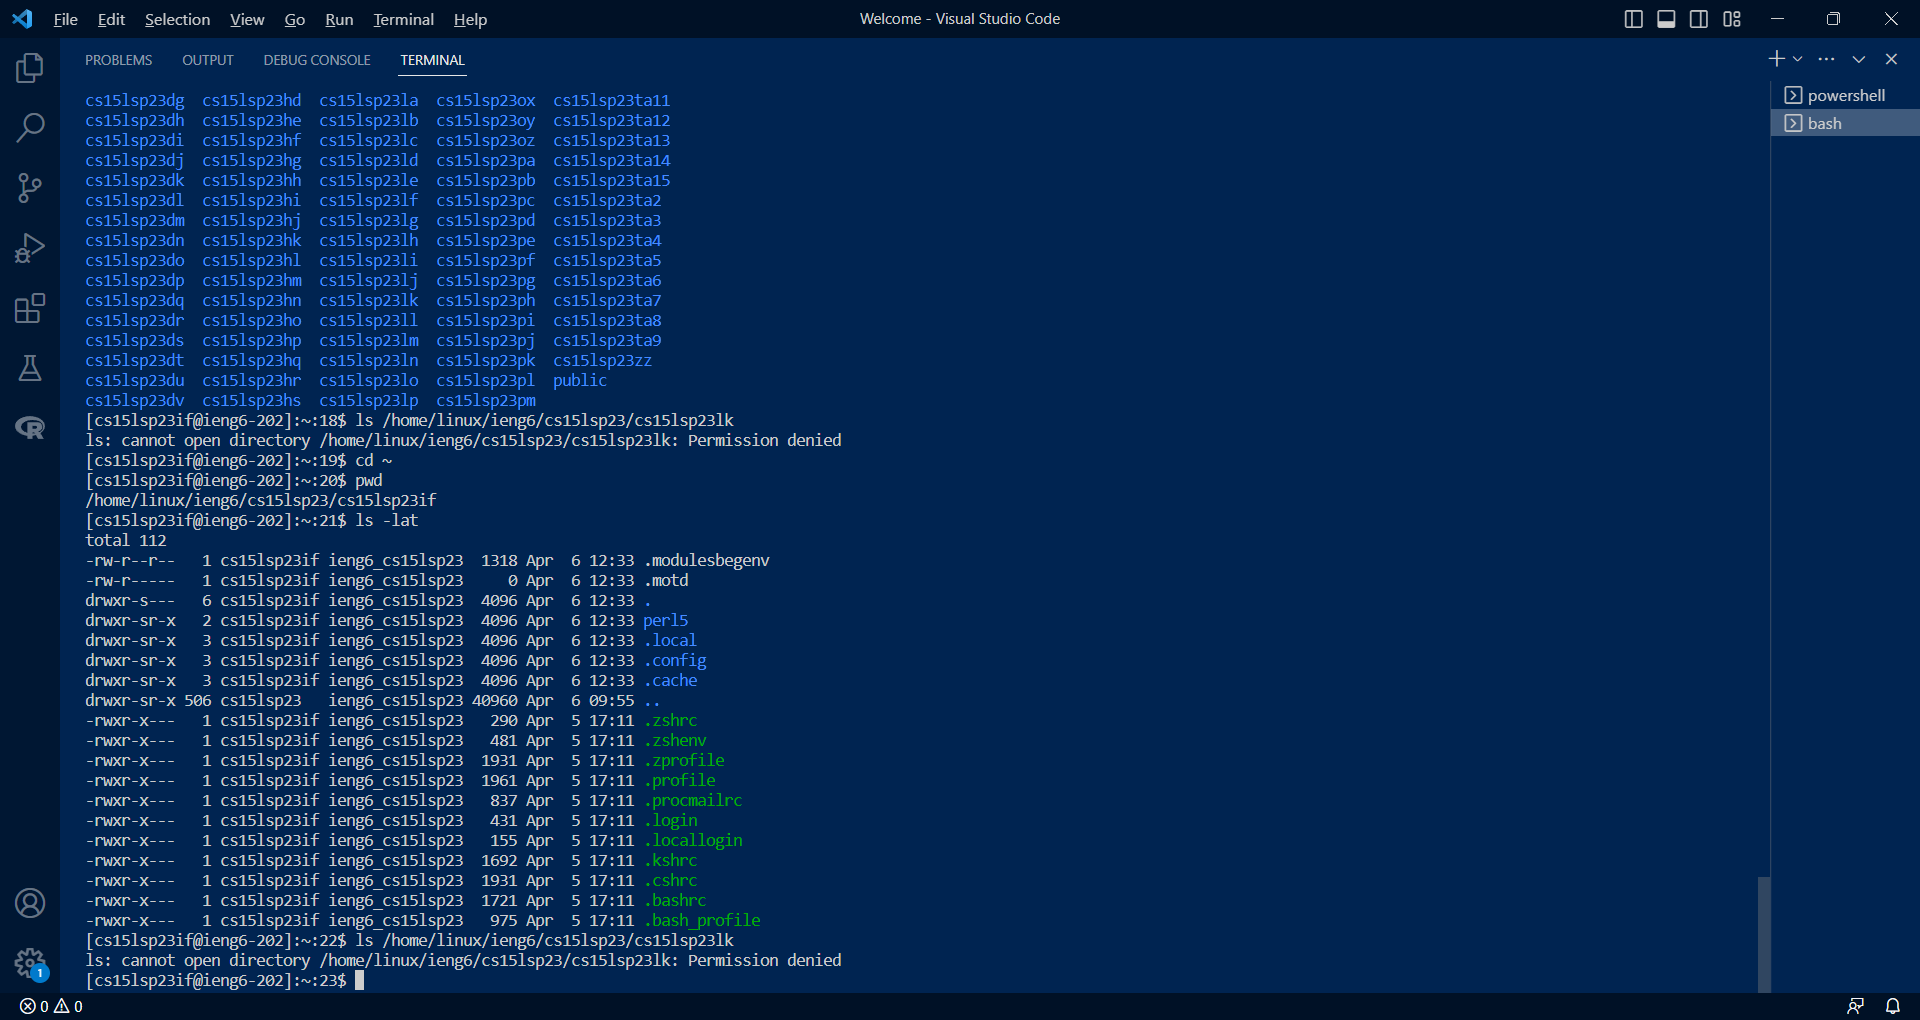 File Edit Selection View Go Run Terminal Help Welcome - Visual Studio Code
PROBLEMS OUTPUT DEBUG CONSOLE TERMINAL
powershell
bash
cs15lsp23dg cs15lsp23hd cs15lsp23la cs15lsp23ox cs15lsp23ta11
cs15lsp23dh cs15lsp23he cs15lsp23lb cs15lsp23oy cs15lsp23ta12
cs15lsp23di cs15lsp23hf cs15lsp23lc cs15lsp23oz cs15lsp23ta13
cs15lsp23dj cs15lsp23hg cs15lsp23ld cs15lsp23pa cs15lsp23ta14
cs15lsp23dk cs15lsp23hh cs15lsp23le cs15lsp23pb cs15lsp23ta15
cs15lsp23dl cs15lsp23hi cs15lsp23lf cs15lsp23pc cs15lsp23ta2
cs15lsp23dm cs15lsp23hj cs15lsp23lg cs15lsp23pd cs15lsp23ta3
cs15lsp23dn cs15lsp23hk cs15lsp23lh cs15lsp23pe cs15lsp23ta4
cs15lsp23do cs15lsp23hl cs15lsp23li cs15lsp23pf cs15lsp23ta5
cs15lsp23dp cs15lsp23hm cs15lsp23lj cs15lsp23pg cs15lsp23ta6
cs15lsp23dq cs15lsp23hn cs15lsp23lk cs15lsp23ph cs15lsp23ta7
cs15lsp23dr cs15lsp23ho cs15lsp23ll cs15lsp23pi cs15lsp23ta8
cs15lsp23ds cs15lsp23hp cs15lsp23lm cs15lsp23pj cs15lsp23ta9
cs15lsp23dt cs15lsp23hq cs15lsp23ln cs15lsp23pk cs15lsp23zz
cs15lsp23du cs15lsp23hr cs15lsp23lo cs15lsp23pl public
cs15lsp23dv cs15lsp23hs cs15lsp23lp cs15lsp23pm
[cs15lsp23if@ieng6-202]:~:18$ ls /home/linux/ieng6/cs15lsp23/cs15lsp23lk
ls: cannot open directory /home/linux/ieng6/cs15lsp23/cs15lsp23lk: Permission denied
[cs15lsp23if@ieng6-202]:~:19$ cd ~
[cs15lsp23if@ieng6-202]:~:20$ pwd
/home/linux/ieng6/cs15lsp23/cs15lsp23if
[cs15lsp23if@ieng6-202]:~:21$ ls -lat
total 112
-rw-r--r-- 1 cs15lsp23if ieng6_cs15lsp23 1318 Apr 6 12:33 .modulesbegenv
-rw-r----- 1 cs15lsp23if ieng6_cs15lsp23 0 Apr 6 12:33 .motd
drwxr-s--- 6 cs15lsp23if ieng6_cs15lsp23 4096 Apr 6 12:33 .
drwxr-sr-x 2 cs15lsp23if ieng6_cs15lsp23 4096 Apr 6 12:33 perl5
drwxr-sr-x 3 cs15lsp23if ieng6_cs15lsp23 4096 Apr 6 12:33 .local
drwxr-sr-x 3 cs15lsp23if ieng6_cs15lsp23 4096 Apr 6 12:33 .config
drwxr-sr-x 3 cs15lsp23if ieng6_cs15lsp23 4096 Apr 6 12:33 .cache
drwxr-sr-x 506 cs15lsp23 ieng6_cs15lsp23 40960 Apr 6 09:55 ..
-rwxr-x--- 1 cs15lsp23if ieng6_cs15lsp23 290 Apr 5 17:11 .zshrc
-rwxr-x--- 1 cs15lsp23if ieng6_cs15lsp23 481 Apr 5 17:11 .zshenv
-rwxr-x--- 1 cs15lsp23if ieng6_cs15lsp23 1931 Apr 5 17:11 .zprofile
-rwxr-x--- 1 cs15lsp23if ieng6_cs15lsp23 1961 Apr 5 17:11 .profile
-rwxr-x--- 1 cs15lsp23if ieng6_cs15lsp23 837 Apr 5 17:11 .procmailrc
-rwxr-x--- 1 cs15lsp23if ieng6_cs15lsp23 431 Apr 5 17:11 .login
-rwxr-x--- 1 cs15lsp23if ieng6_cs15lsp23 155 Apr 5 17:11 .locallogin
-rwxr-x--- 1 cs15lsp23if ieng6_cs15lsp23 1692 Apr 5 17:11 .kshrc
-rwxr-x--- 1 cs15lsp23if ieng6_cs15lsp23 1931 Apr 5 17:11 .cshrc
-rwxr-x--- 1 cs15lsp23if ieng6_cs15lsp23 1721 Apr 5 17:11 .bashrc
-rwxr-x--- 1 cs15lsp23if ieng6_cs15lsp23 975 Apr 5 17:11 .bash_profile
[cs15lsp23if@ieng6-202]:~:22$ ls /home/linux/ieng6/cs15lsp23/cs15lsp23lk
ls: cannot open directory /home/linux/ieng6/cs15lsp23/cs15lsp23lk: Permission denied
[cs15lsp23if@ieng6-202]:~:23$
R
1
0 0